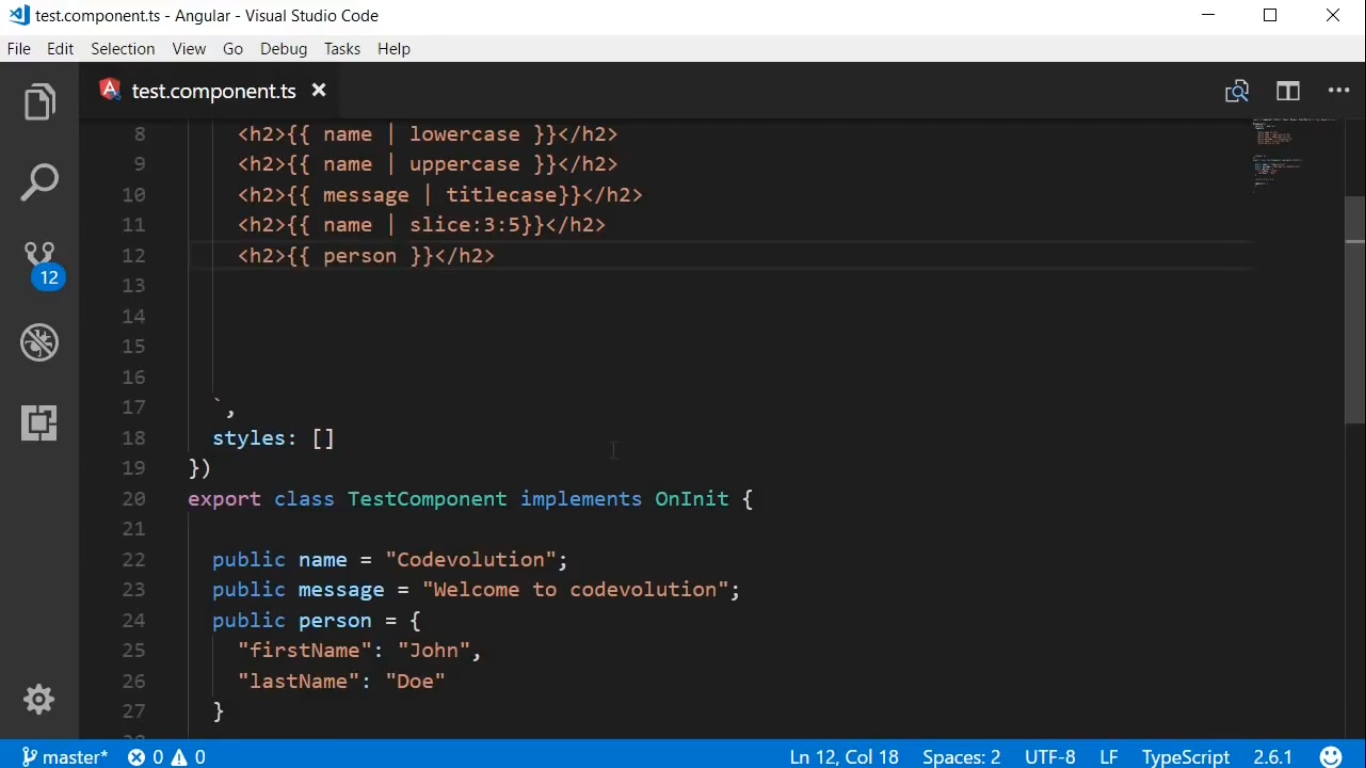 test.component.ts - Angular - Visual Studio Code
File Edit Selection View Go Debug Tasks Help
test.component.ts
8 <h2>{{ name | lowercase }}</h2>
9 <h2>{{ name | uppercase }}</h2>
10 <h2>{{ message | titlecase}}</h2>
11 <h2>{{ name | slice:3:5}}</h2>
12 <h2>{{ person }}</h2>
13
14
15
16
17 `,
18 styles: []
19 })
20 export class TestComponent implements OnInit {
21
22 public name = "Codevolution";
23 public message = "Welcome to codevolution";
24 public person = {
25 "firstName": "John",
26 "lastName": "Doe"
27 }
12
master* 0 0 Ln 12, Col 18 Spaces: 2 UTF-8 LF TypeScript 2.6.1